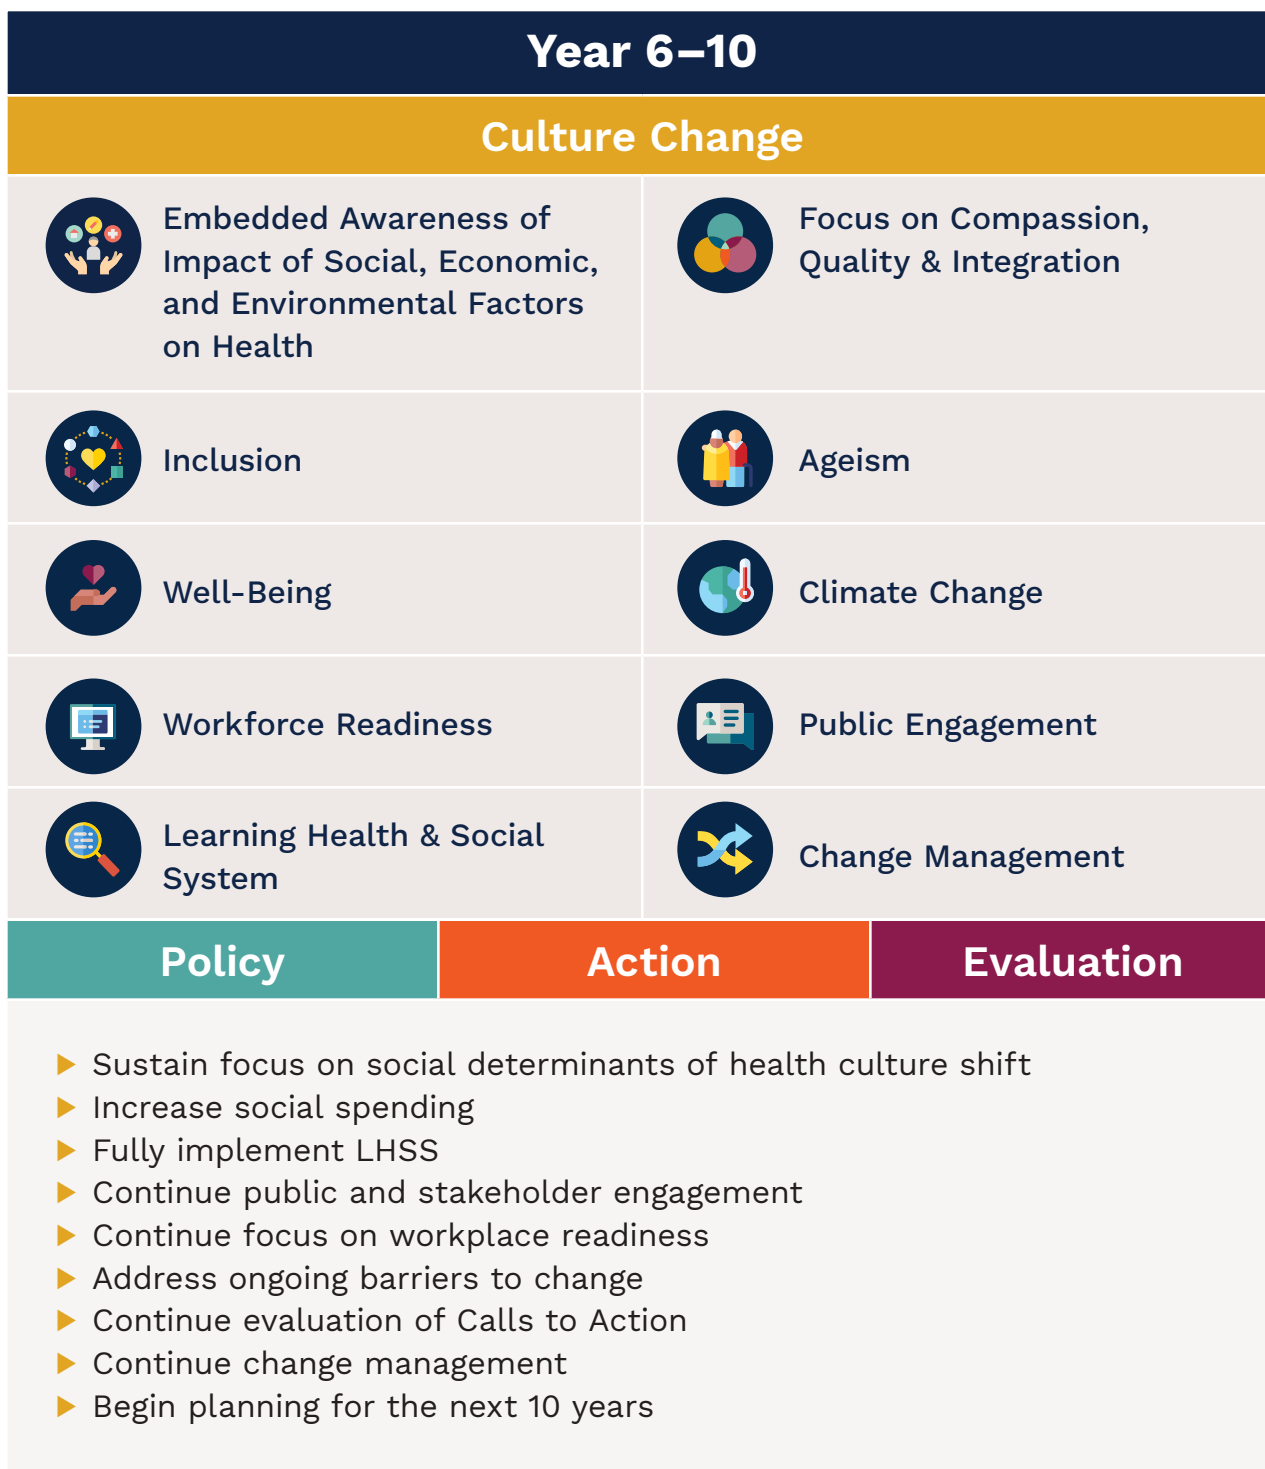 Year 6–10
Culture Change
Embedded Awareness of
Impact of Social, Economic,
and Environmental Factors
on Health
Focus on Compassion,
Quality & Integration
Inclusion
Ageism
Well-Being
Climate Change
Workforce Readiness
Public Engagement
Learning Health & Social
System
Change Management
Policy
Action
Evaluation
Sustain focus on social determinants of health culture shift
Increase social spending
Fully implement LHSS
Continue public and stakeholder engagement
Continue focus on workplace readiness
Address ongoing barriers to change
Continue evaluation of Calls to Action
Continue change management
Begin planning for the next 10 years